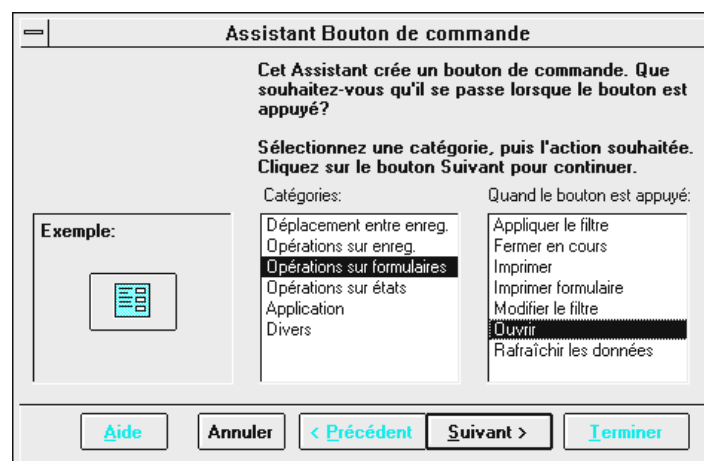 Assistant Bouton de commande
Cet Assistant crée un bouton de commande. Que
souhaitez-vous qu'il se passe lorsque le bouton est
appuyé?
Sélectionnez une catégorie, puis l'action souhaitée.
Cliquez sur le bouton Suivant pour continuer.
Exemple:
Catégories:
Déplacement entre enreg.
Opérations sur enreg.
Opérations sur formulaires
Opérations sur états
Application
Divers
Quand le bouton est appuyé:
Appliquer le filtre
Fermer en cours
Imprimer
Imprimer formulaire
Modifier le filtre
Ouvrir
Rafraîchir les données
Aide
Annuler
< Précédent
Suivant >
Terminer